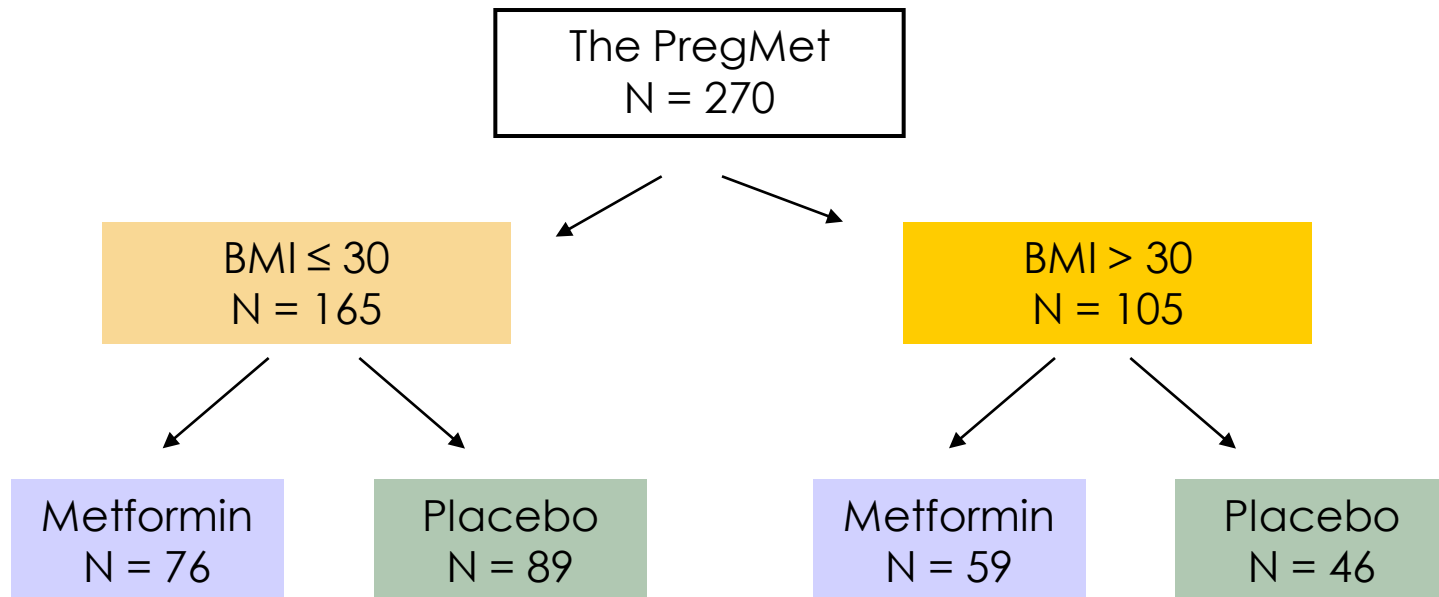 The PregMet
N = 270
BMI ≤ 30
N = 165
BMI > 30
N = 105
Metformin
N = 76
Placebo
N = 89
Metformin
N = 59
Placebo
N = 46